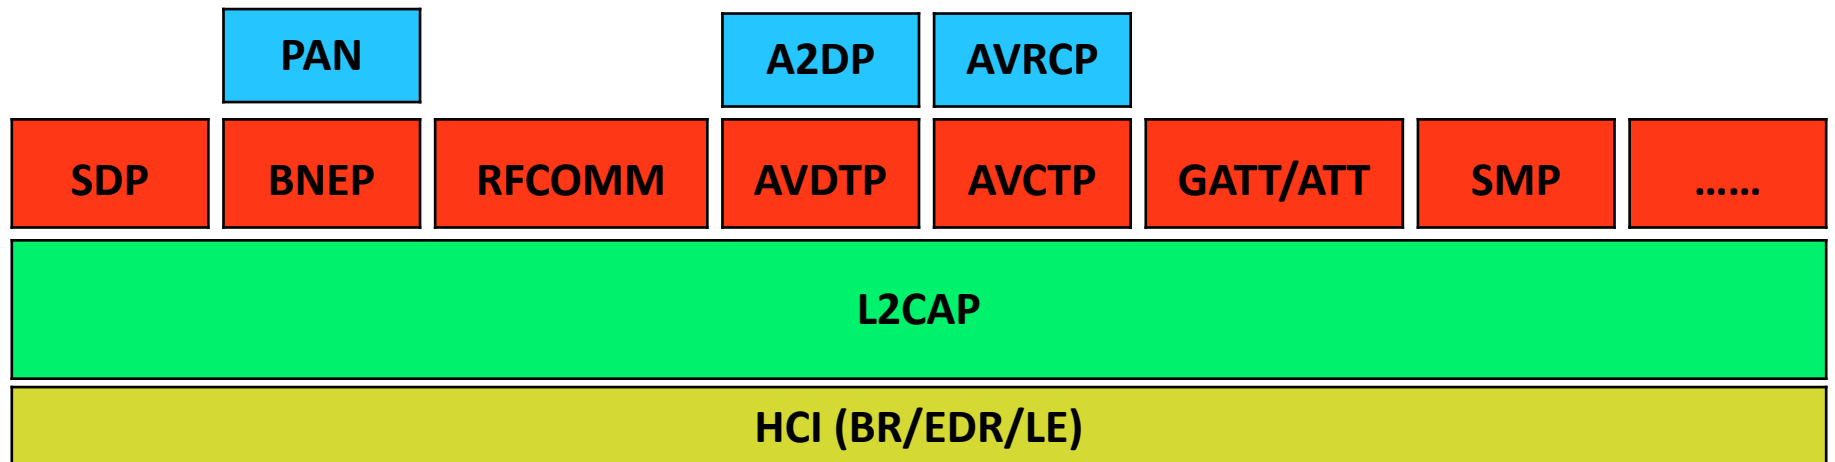 PAN
A2DP
AVRCP
SDP
BNEP
RFCOMM
AVDTP
AVCTP
GATT/ATT
SMP
......
L2CAP
HCI (BR/EDR/LE)